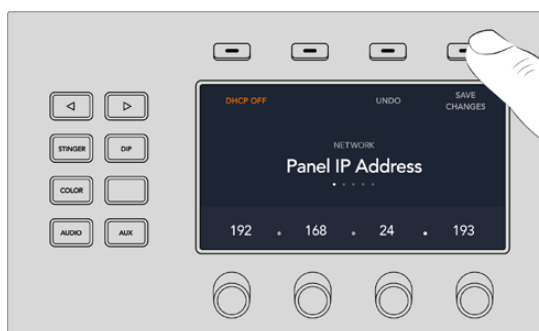 DHCP OFF
UNDO
SAVE
CHANGES
NETWORK
Panel IP Address
192 . 168 . 24 . 193
STINGER
DIP
COLOR
AUDIO
AUX